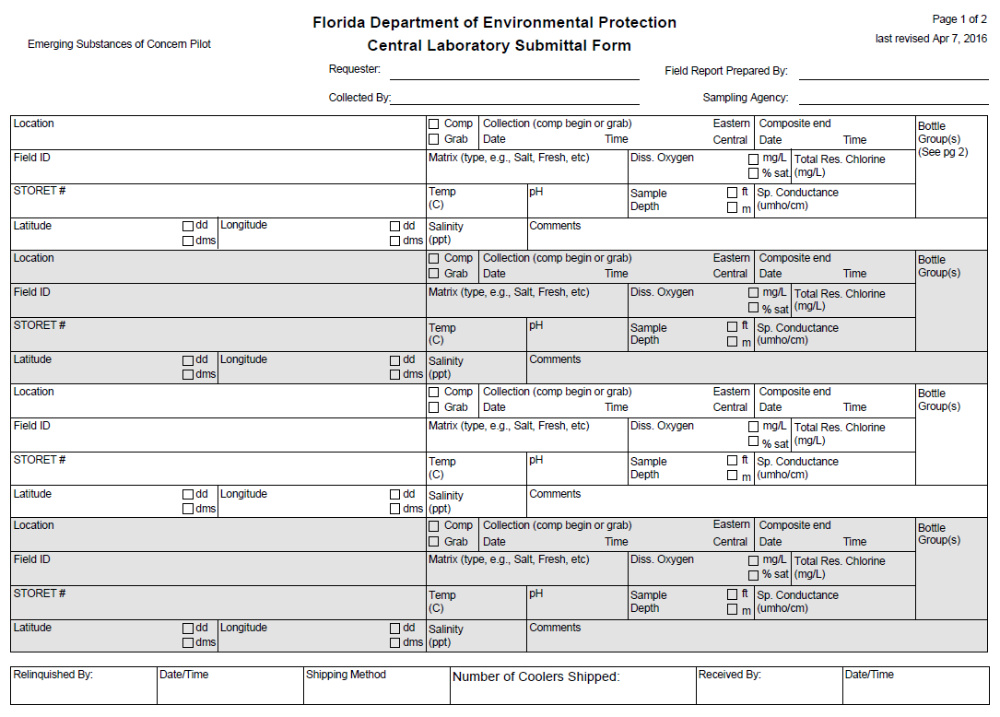 Florida Department of Environmental Protection
Page 1 of 2
Emerging Substances of Concern Pilot
Central Laboratory Submittal Form
last revised Apr 7, 2016
Requester:
Field Report Prepared By:
Collected By:
Sampling Agency:
Location
Comp
Grab
Collection (comp begin or grab)
Date Time
Eastern
Central
Composite end
Date Time
Bottle
Group(s)
(See pg 2)
Field ID
Matrix (type, e.g., Salt, Fresh, etc)
Diss. Oxygen
mg/L
% sat.
Total Res. Chlorine
(mg/L)
STORET #
Temp
(C)
pH
Sample
Depth
ft
m
Sp. Conductance
(umho/cm)
Latitude
dd
dms
Longitude
dd
dms
Salinity
(ppt)
Comments
Location
Comp
Grab
Collection (comp begin or grab)
Date Time
Eastern
Central
Composite end
Date Time
Bottle
Group(s)
Field ID
Matrix (type, e.g., Salt, Fresh, etc)
Diss. Oxygen
mg/L
% sat
Total Res. Chlorine
(mg/L)
STORET #
Temp
(C)
pH
Sample
Depth
ft
m
Sp. Conductance
(umho/cm)
Latitude
dd
dms
Longitude
dd
dms
Salinity
(ppt)
Comments
Location
Comp
Grab
Collection (comp begin or grab)
Date Time
Eastern
Central
Composite end
Date Time
Bottle
Group(s)
Field ID
Matrix (type, e.g., Salt, Fresh, etc)
Diss. Oxygen
mg/L
% sat
Total Res. Chlorine
(mg/L)
STORET #
Temp
(C)
pH
Sample
Depth
ft
m
Sp. Conductance
(umho/cm)
Latitude
dd
dms
Longitude
dd
dms
Salinity
(ppt)
Comments
Location
Comp
Grab
Collection (comp begin or grab)
Date Time
Eastern
Central
Composite end
Date Time
Bottle
Group(s)
Field ID
Matrix (type, e.g., Salt, Fresh, etc)
Diss. Oxygen
mg/L
% sat
Total Res. Chlorine
(mg/L)
STORET #
Temp
(C)
pH
Sample
Depth
ft
m
Sp. Conductance
(umho/cm)
Latitude
dd
dms
Longitude
dd
dms
Salinity
(ppt)
Comments
Relinquished By:
Date/Time
Shipping Method
Number of Coolers Shipped:
Received By:
Date/Time